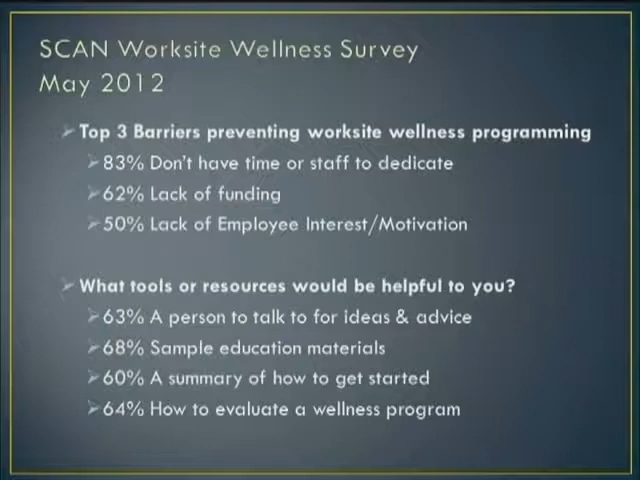 SCAN Worksite Wellness Survey
May 2012
Top 3 Barriers preventing worksite wellness programming
83% Don't have time or staff to dedicate
62% Lack of funding
50% Lack of Employee Interest/Motivation
What tools or resources would be helpful to you?
63% A person to talk to for ideas & advice
68% Sample education materials
60% A summary of how to get started
64% How to evaluate a wellness program